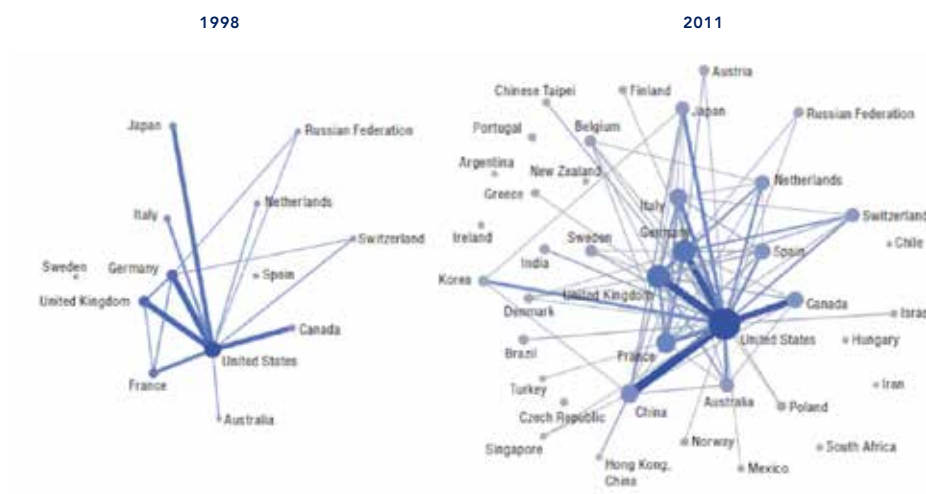 1998
2011
Japan
Russian Federation
Netherlands
Italy
Switzerland
Sweden
Germany
Spain
United Kingdom
Canada
United States
France
Australia
Austria
Chinese Taipei
Finland
Japan
Russian Federation
Portugal
Belgium
Argentina
New Zealand
Netherlands
Greece
Italy
Switzerland
Ireland
Sweden
Germany
Chile
India
Spain
Korea
United Kingdom
Canada
Denmark
Israe
United States
Hungary
Brazil
France
Turkey
Iran
China
Australia
Poland
Czech Republic
Singapore
Norway
South Africa
Hong Kong,
China
Mexico